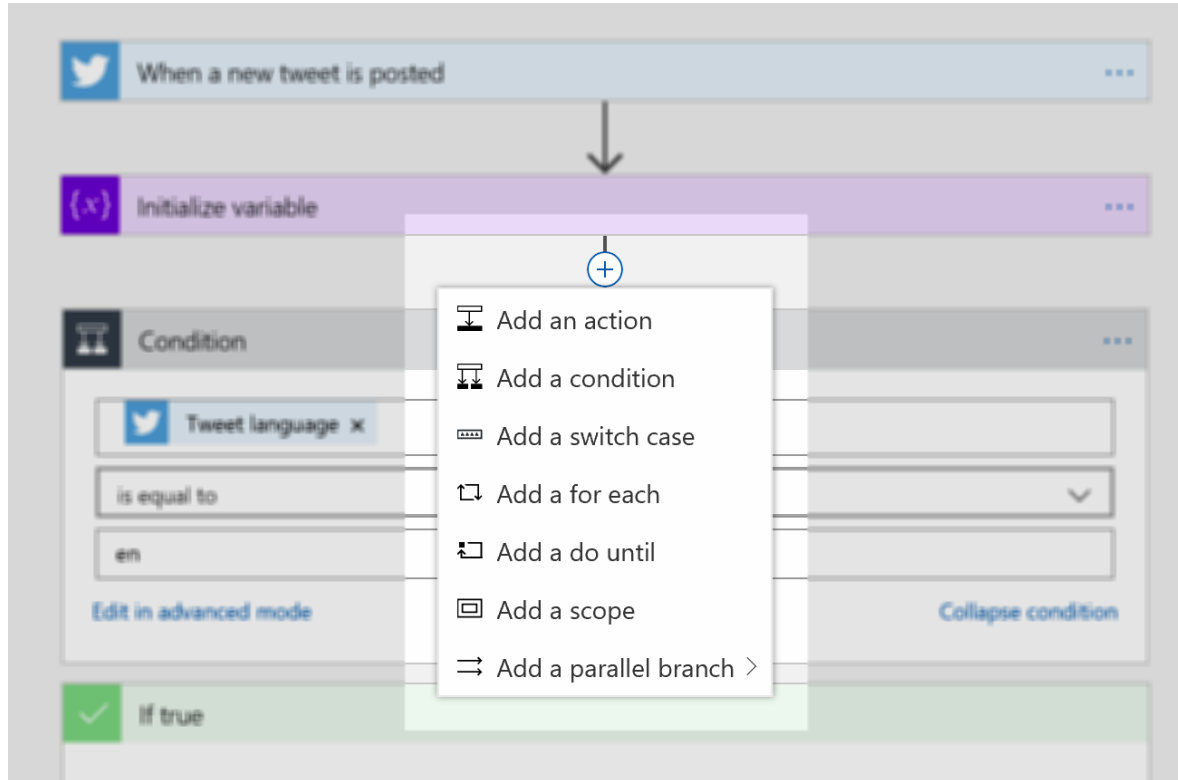 When a new tweet is posted
{x} Initialize variable
Add an action
Condition
Add a condition
Tweet language ×
Add a switch case
is equal to
Add a for each
en
Add a do until
Edit in advanced mode
Add a scope
Collapse condition
Add a parallel branch
If true